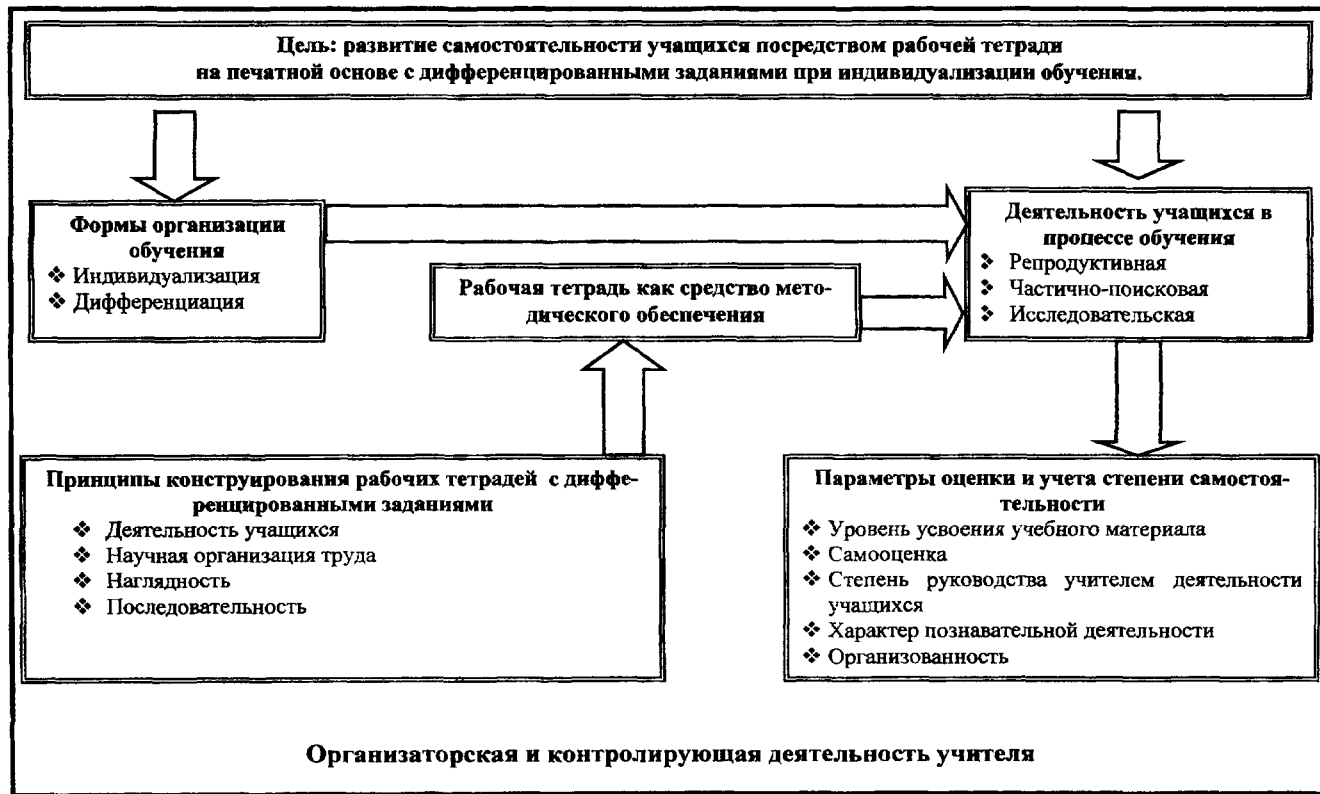 Цель: развитие самостоятельности учащихся посредством рабочей тетради
на печатной основе с дифференцированными заданиями при индивидуализации обучения.
Формы организации
обучения
❖ Индивидуализация
❖ Дифференциация
Рабочая тетрадь как средство мето-
дического обеспечения
Деятельность учащихся в
процессе обучения
❖ Репродуктивная
❖ Частично-поисковая
❖ Исследовательская
Принципы конструирования рабочих тетрадей с диффе-
ренцированными заданиями
❖ Деятельность учащихся
❖ Научная организация труда
❖ Наглядность
❖ Последовательность
Параметры оценки и учета степени самостоя-
тельности
❖ Уровень усвоения учебного материала
❖ Самооценка
❖ Степень руководства учителем деятельности
учащихся
❖ Характер познавательной деятельности
❖ Организованность
Организаторская и контролирующая деятельность учителя